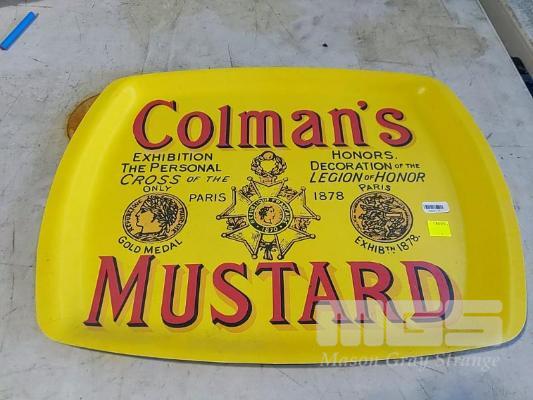 Colman's
EXHIBITION HONORS.
THE PERSONAL DECORATION OF THE
CROSS OF THE LEGION OF HONOR
ONLY PARIS
PARIS 1878
GOLD MEDAL EXHIBTN 1878.
1870
MUSTARD
MGS
Mason Gray Strange